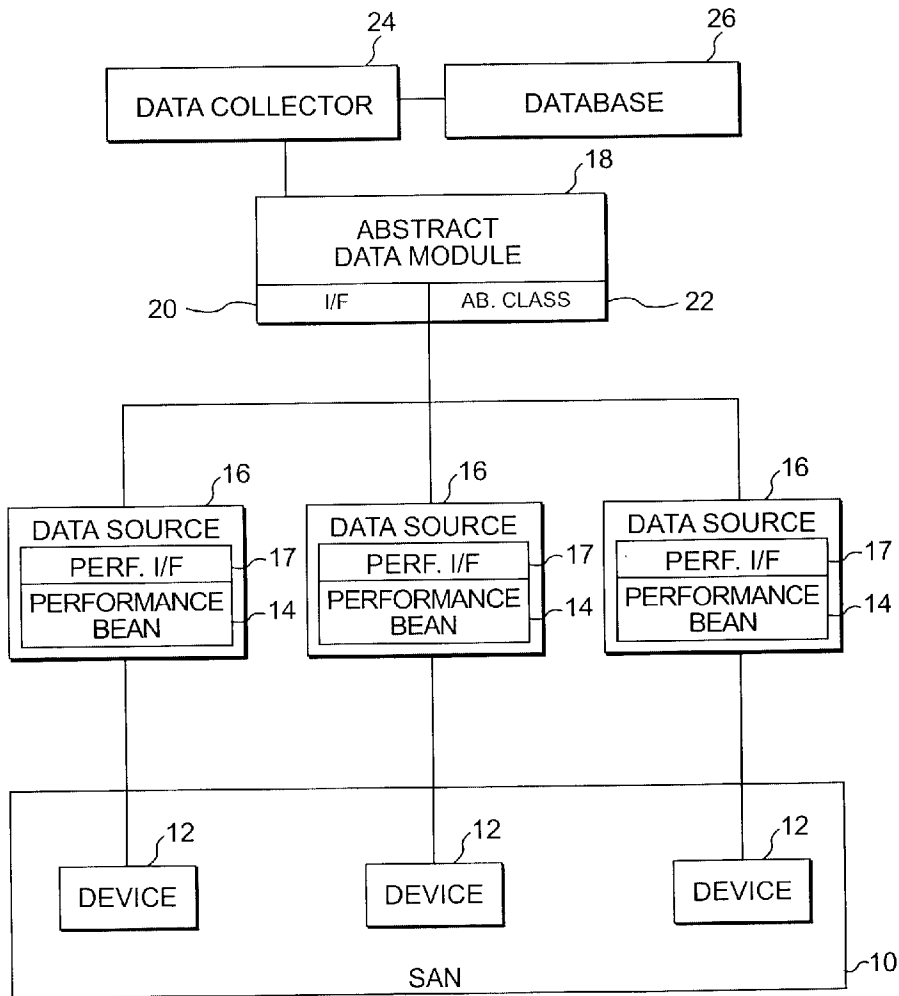 24
26
DATA COLLECTOR
DATABASE
18
ABSTRACT
DATA MODULE
20
I/F
AB. CLASS
22
16
16
16
DATA SOURCE
DATA SOURCE
DATA SOURCE
PERF. I/F
17
PERF. I/F
17
PERF. I/F
17
PERFORMANCE
BEAN
14
PERFORMANCE
BEAN
14
PERFORMANCE
BEAN
14
12
12
12
DEVICE
DEVICE
DEVICE
SAN
10